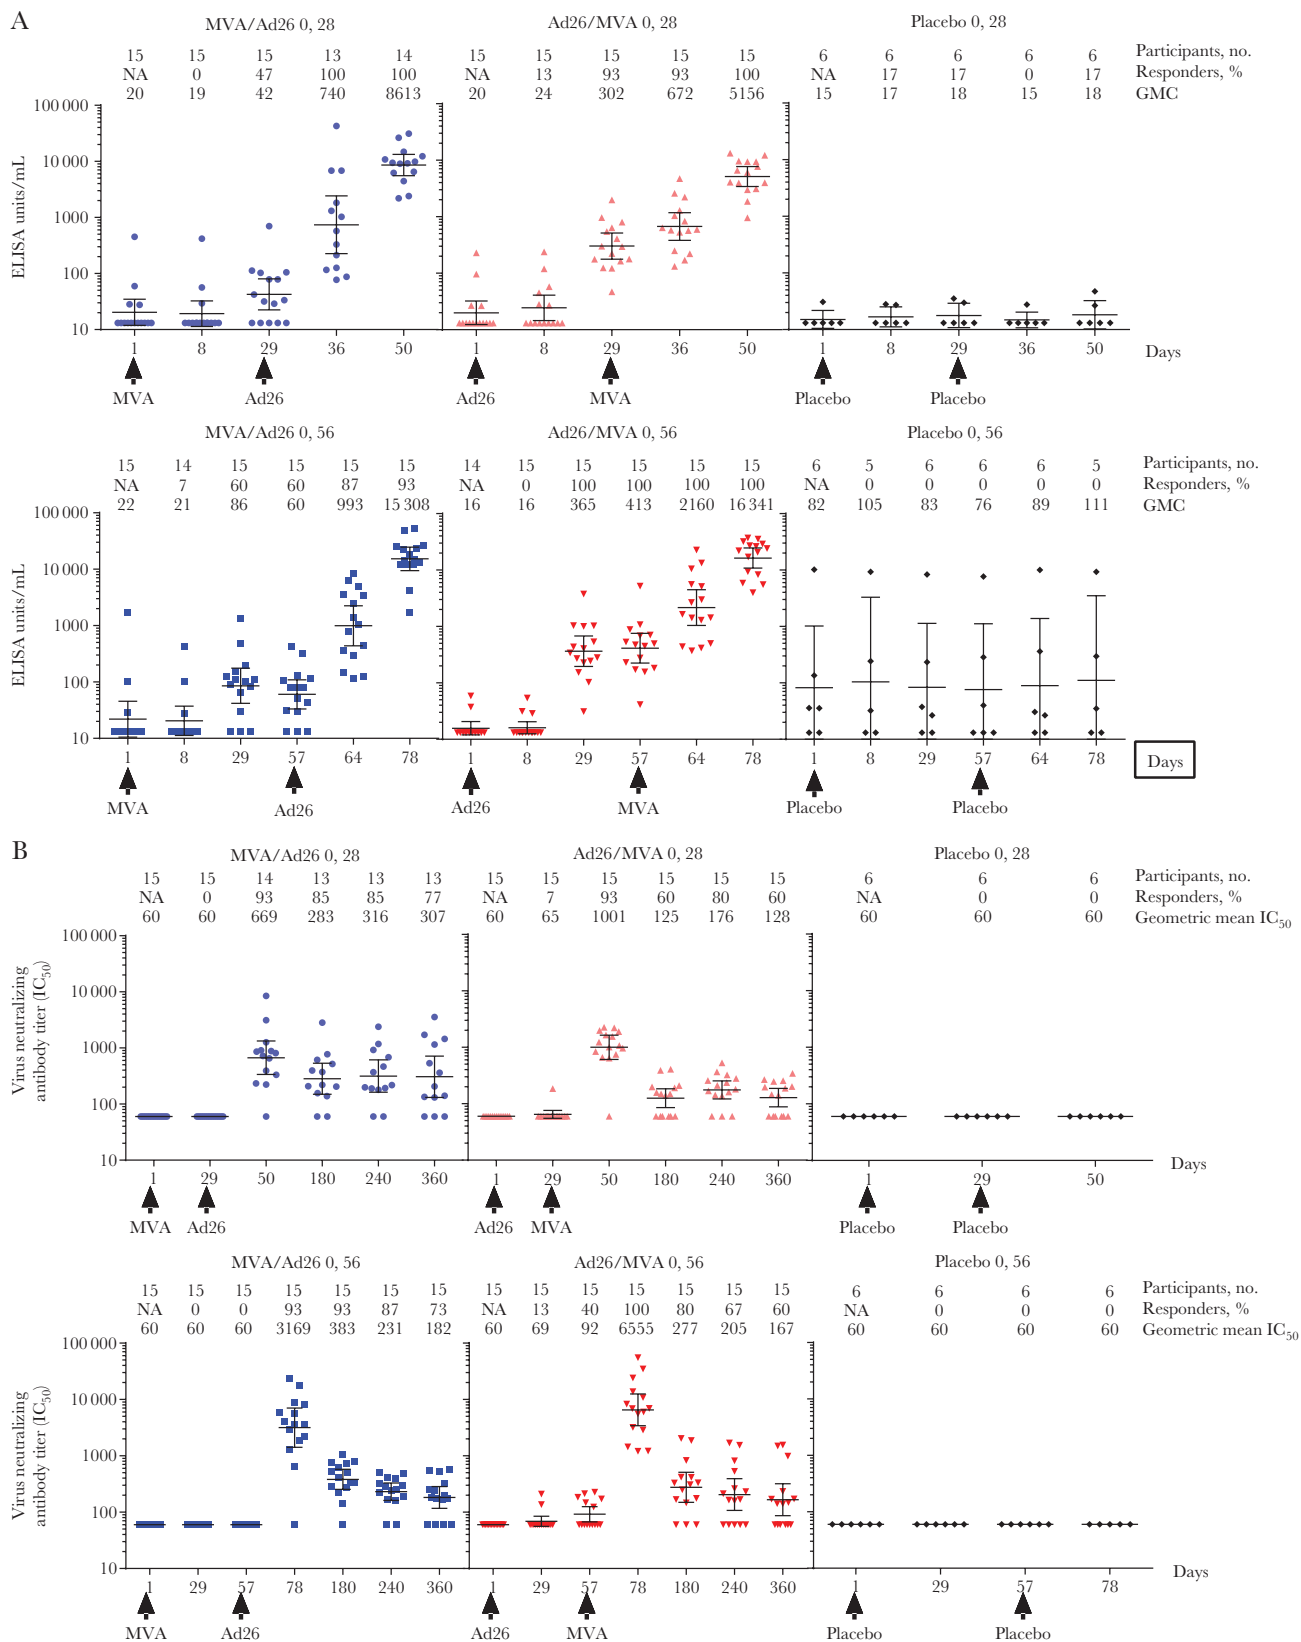 A
MVA/Ad26 0, 28 Ad26/MVA 0, 28 Placebo 0, 28
15 15 15 13 14 15 15 15 15 15 6 6 6 6 6 Participants, no.
NA 0 47 100 100 NA 13 93 93 100 NA 17 17 0 17 Responders, %
20 19 42 740 8613 20 24 302 672 5156 15 17 18 15 18 GMC
ELISA units/mL
100 000
10 000
1000
100
10
1 8 29 36 50 1 8 29 36 50 1 8 29 36 50 Days
MVA Ad26 Ad26 MVA Placebo Placebo
MVA/Ad26 0, 56 Ad26/MVA 0, 56 Placebo 0, 56
15 14 15 15 15 15 14 15 15 15 15 15 6 5 6 6 6 5 Participants, no.
NA 7 60 60 87 93 NA 0 100 100 100 100 NA 0 0 0 0 0 Responders, %
22 21 86 60 993 15 308 16 16 365 413 2160 16 341 82 105 83 76 89 111 GMC
ELISA units/mL
100 000
10 000
1000
100
10
1 8 29 57 64 78 1 8 29 57 64 78 1 8 29 57 64 78 Days
MVA Ad26 Ad26 MVA Placebo Placebo
B
MVA/Ad26 0, 28 Ad26/MVA 0, 28 Placebo 0, 28
15 15 14 13 13 13 15 15 15 15 15 15 6 6 6 Participants, no.
NA 0 93 85 85 77 NA 7 93 60 80 60 NA 0 0 Responders, %
60 60 669 283 316 307 60 65 1001 125 176 128 60 60 60 Geometric mean IC50
Virus neutralizing
antibody titer (IC50)
100 000
10 000
1000
100
10
1 29 50 180 240 360 1 29 50 180 240 360 1 29 50 Days
MVA Ad26 Ad26 MVA Placebo Placebo
MVA/Ad26 0, 56 Ad26/MVA 0, 56 Placebo 0, 56
15 15 15 15 15 15 15 15 15 15 15 15 15 15 6 6 6 6 Participants, no.
NA 0 0 93 93 87 73 NA 13 40 100 80 67 60 NA 0 0 0 Responders, %
60 60 60 3169 383 231 182 60 69 92 6555 277 205 167 60 60 60 60 Geometric mean IC50
Virus neutralizing
antibody titer (IC50)
100 000
10 000
1000
100
10
1 29 57 78 180 240 360 1 29 57 78 180 240 360 1 29 57 78 Days
MVA Ad26 Ad26 MVA Placebo Placebo